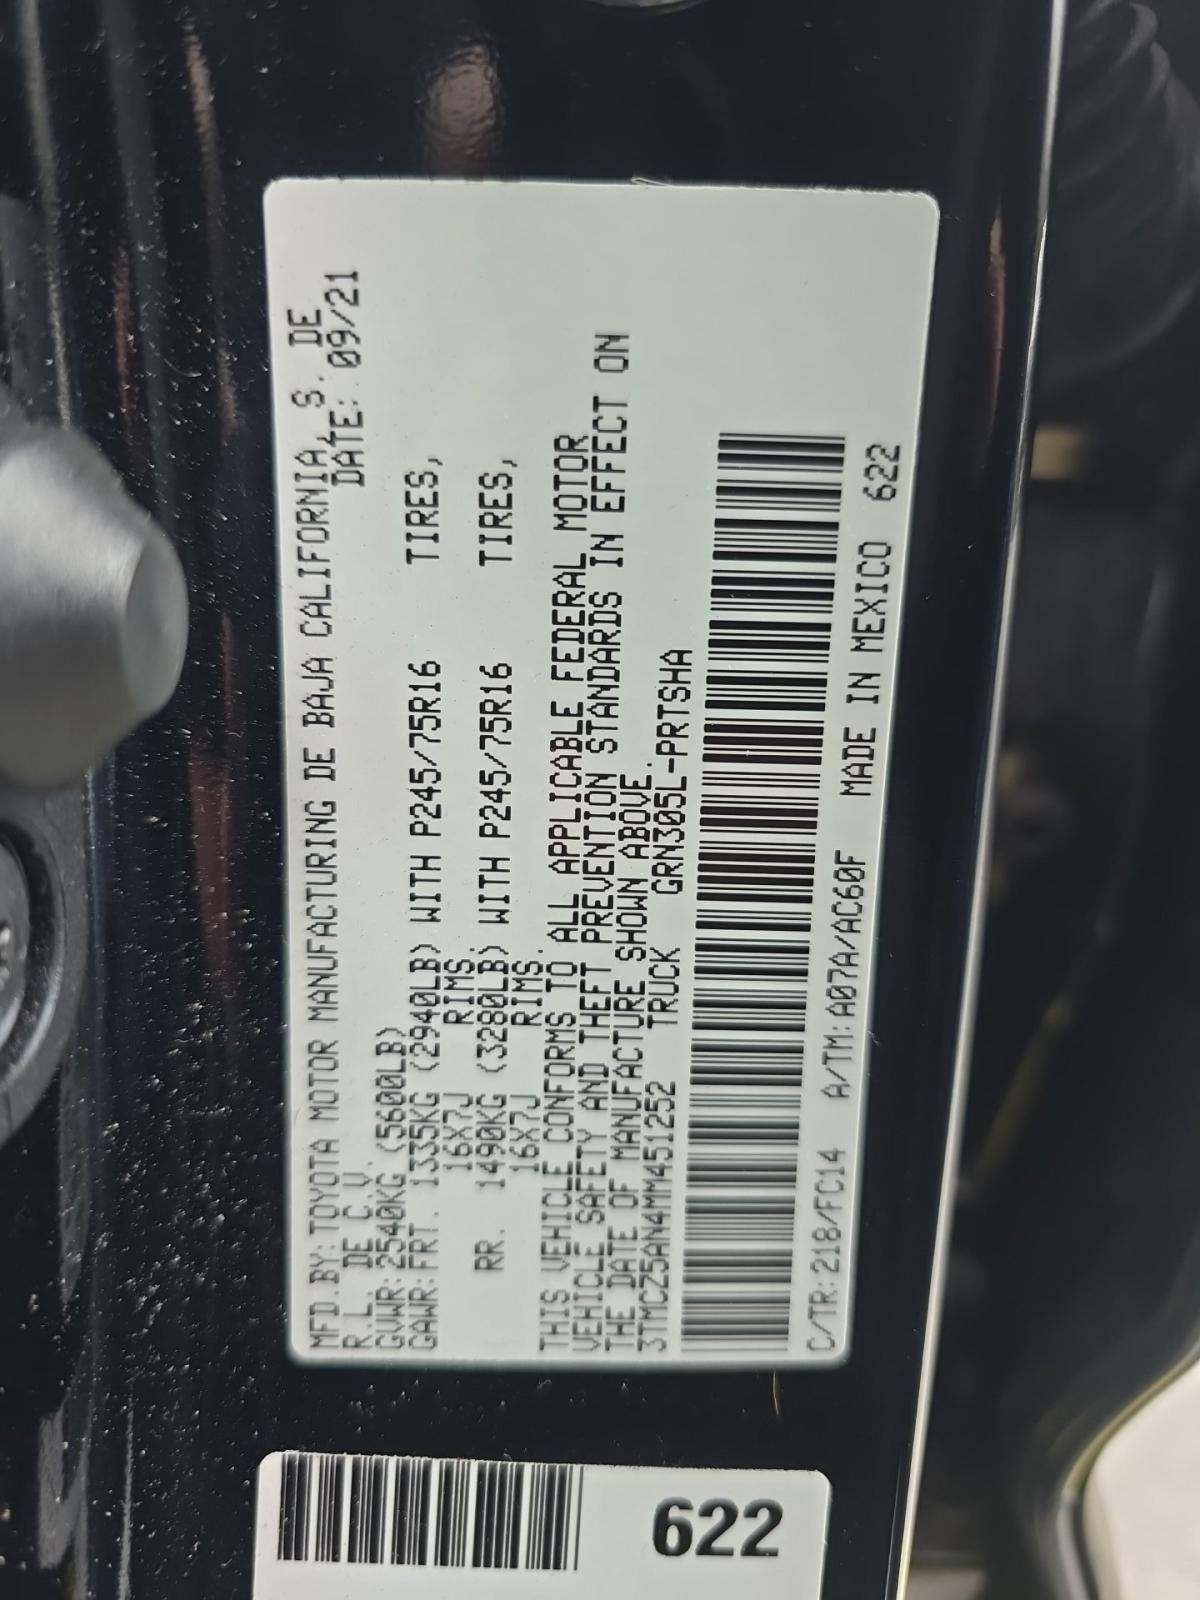 MFD.BY:TOYOTA MOTOR MANUFACTURING DE BAJA CALIFORNIA, S. DE
R.L. DE C.V. DATE: 09/21
GVWR:2540KG (5600LB)
GAWR:FRT. 1335KG (2940LB) WITH P245/75R16 TIRES,
16X7J RIMS.
RR. 1490KG (3280LB) WITH P245/75R16 TIRES,
16X7J RIMS.
THIS VEHICLE CONFORMS TO ALL APPLICABLE FEDERAL MOTOR
VEHICLE SAFETY AND THEFT PREVENTION STANDARDS IN EFFECT ON
THE DATE OF MANUFACTURE SHOWN ABOVE.
3TMCZ5AN4MM451252 TRUCK GRN305L-PRTSHA
C/TR:218/FC14 A/TM:A07A/AC60F MADE IN MEXICO 622
622